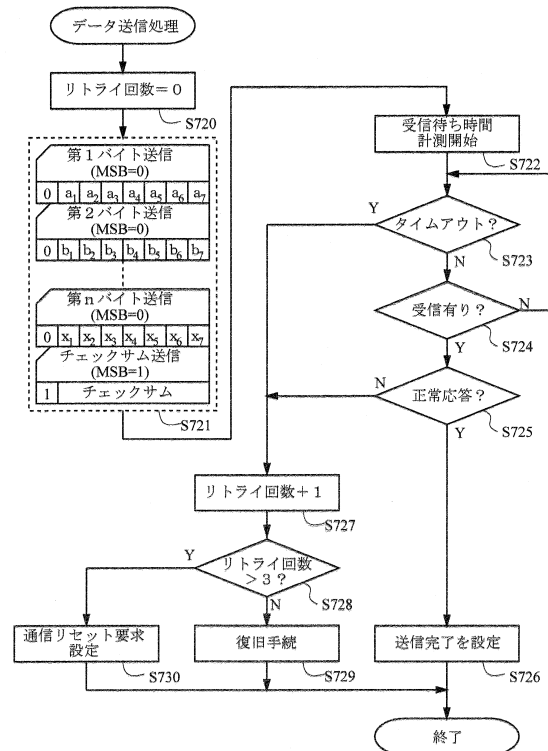 データ送信処理
リトライ回数＝０
S720
第１バイト送信
(MSB=0)
0 a1 a2 a3 a4 a5 a6 a7
第２バイト送信
(MSB=0)
0 b1 b2 b3 b4 b5 b6 b7
第ｎバイト送信
(MSB=0)
0 x1 x2 x3 x4 x5 x6 x7
チェックサム送信
(MSB=1)
1 チェックサム
S721
受信待ち時間
計測開始
S722
タイムアウト？
Y
S723
N
受信有り？
N
S724
Y
正常応答？
N
S725
Y
リトライ回数＋１
S727
リトライ回数
＞３？
Y
S728
N
通信リセット要求
設定
S730
復旧手続
S729
送信完了を設定
S726
終了